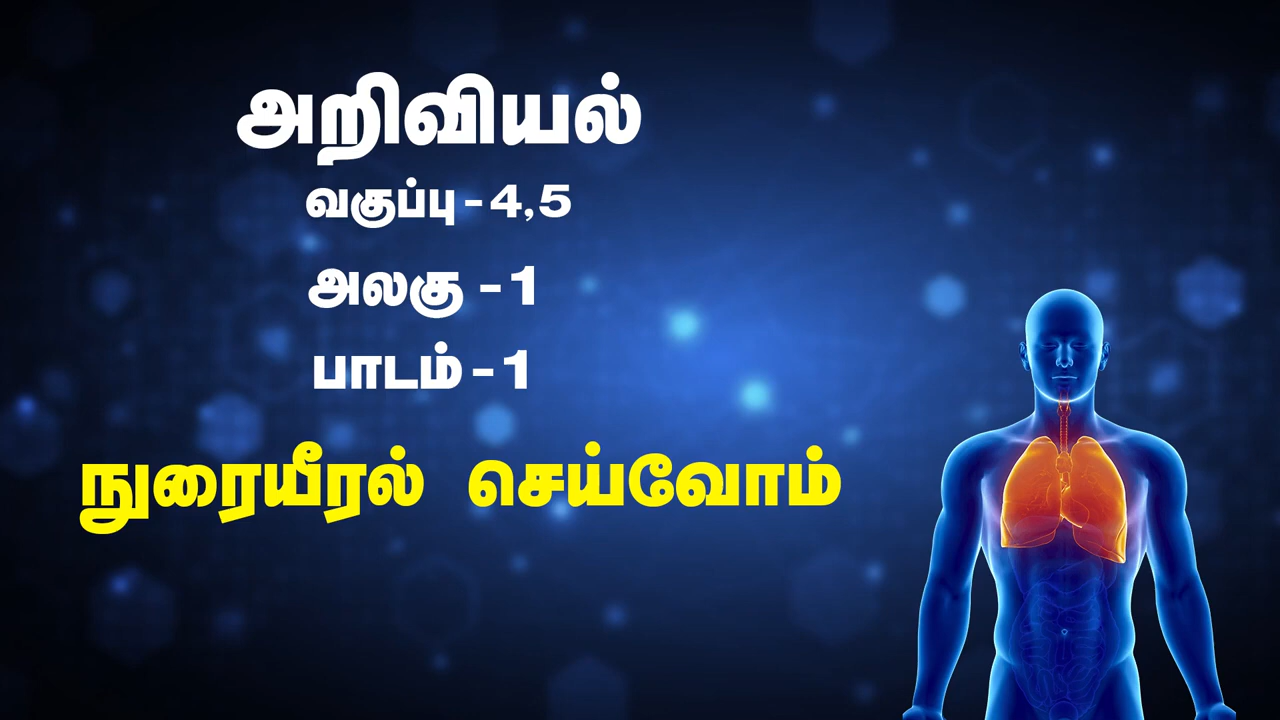 அறிவியல்
வகுப்பு - 4,5
அலகு - 1
பாடம் - 1
நுரையீரல் செய்வோம்